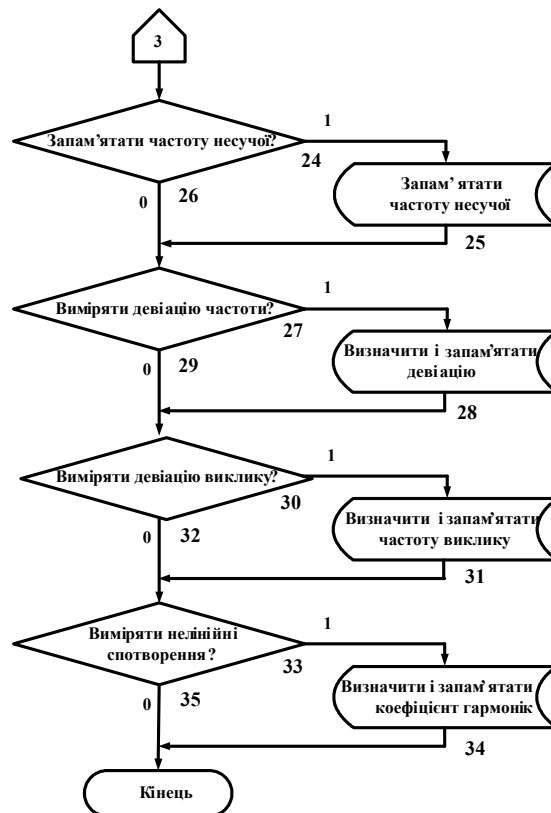 3
Запам’ятати частоту несучої?
1
24
Запам’ ятати
частоту несучої
0
26
25
Виміряти девіацію частоти?
1
27
Визначити і запам’ятати
девіацію
0
29
28
Виміряти девіацію виклику?
1
30
Визначити і запам’ятати
частоту виклику
0
32
31
Виміряти нелінійні
спотворення?
1
33
Визначити і запам’ятати
коефіцієнт гармонік
0
35
34
Кінець